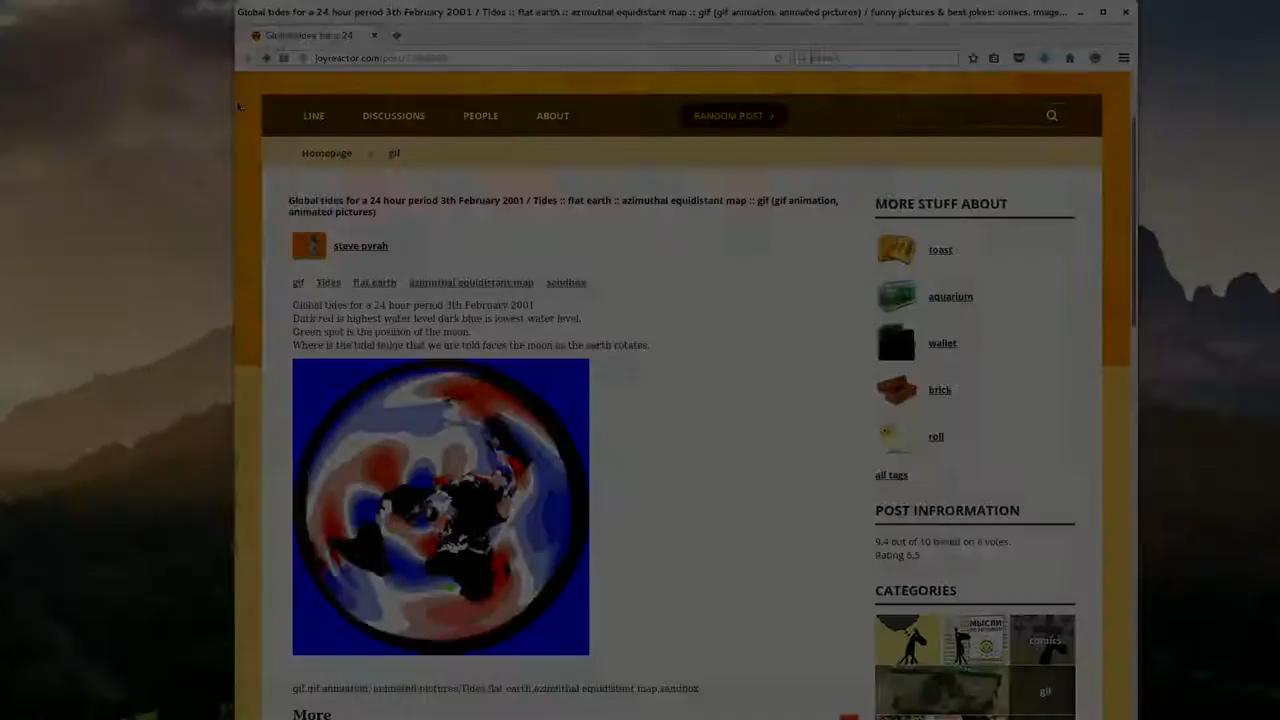 Global tides for a 24 hour period 3th February 2001 / Tides :: flat earth :: azimuthal equidistant map :: gif (gif animation, animated pictures) / funny pictures & best jokes: comics, image...
joyreactor.com/post/
LINE DISCUSSIONS PEOPLE ABOUT RANDOM POST
Homepage gif
Global tides for a 24 hour period 3th February 2001 / Tides :: flat earth :: azimuthal equidistant map :: gif (gif animation,
animated pictures)
steve pyrah
gif Tides flat earth azimuthal equidistant map sandbox
Global tides for a 24 hour period 3th February 2001
Dark red is highest water level dark blue is lowest water level.
Green spot is the position of the moon.
Where is the tidal bulge that we are told faces the moon as the earth rotates.
gif,gif animation, animated pictures,Tides,flat earth,azimuthal equidistant map,sandbox
More
MORE STUFF ABOUT
toast
aquarium
wallet
brick
roll
all tags
POST INFRORMATION
9.4 out of 10 based on 6 votes.
Rating 6.5
CATEGORIES
МЫСЛИ
comics
gif